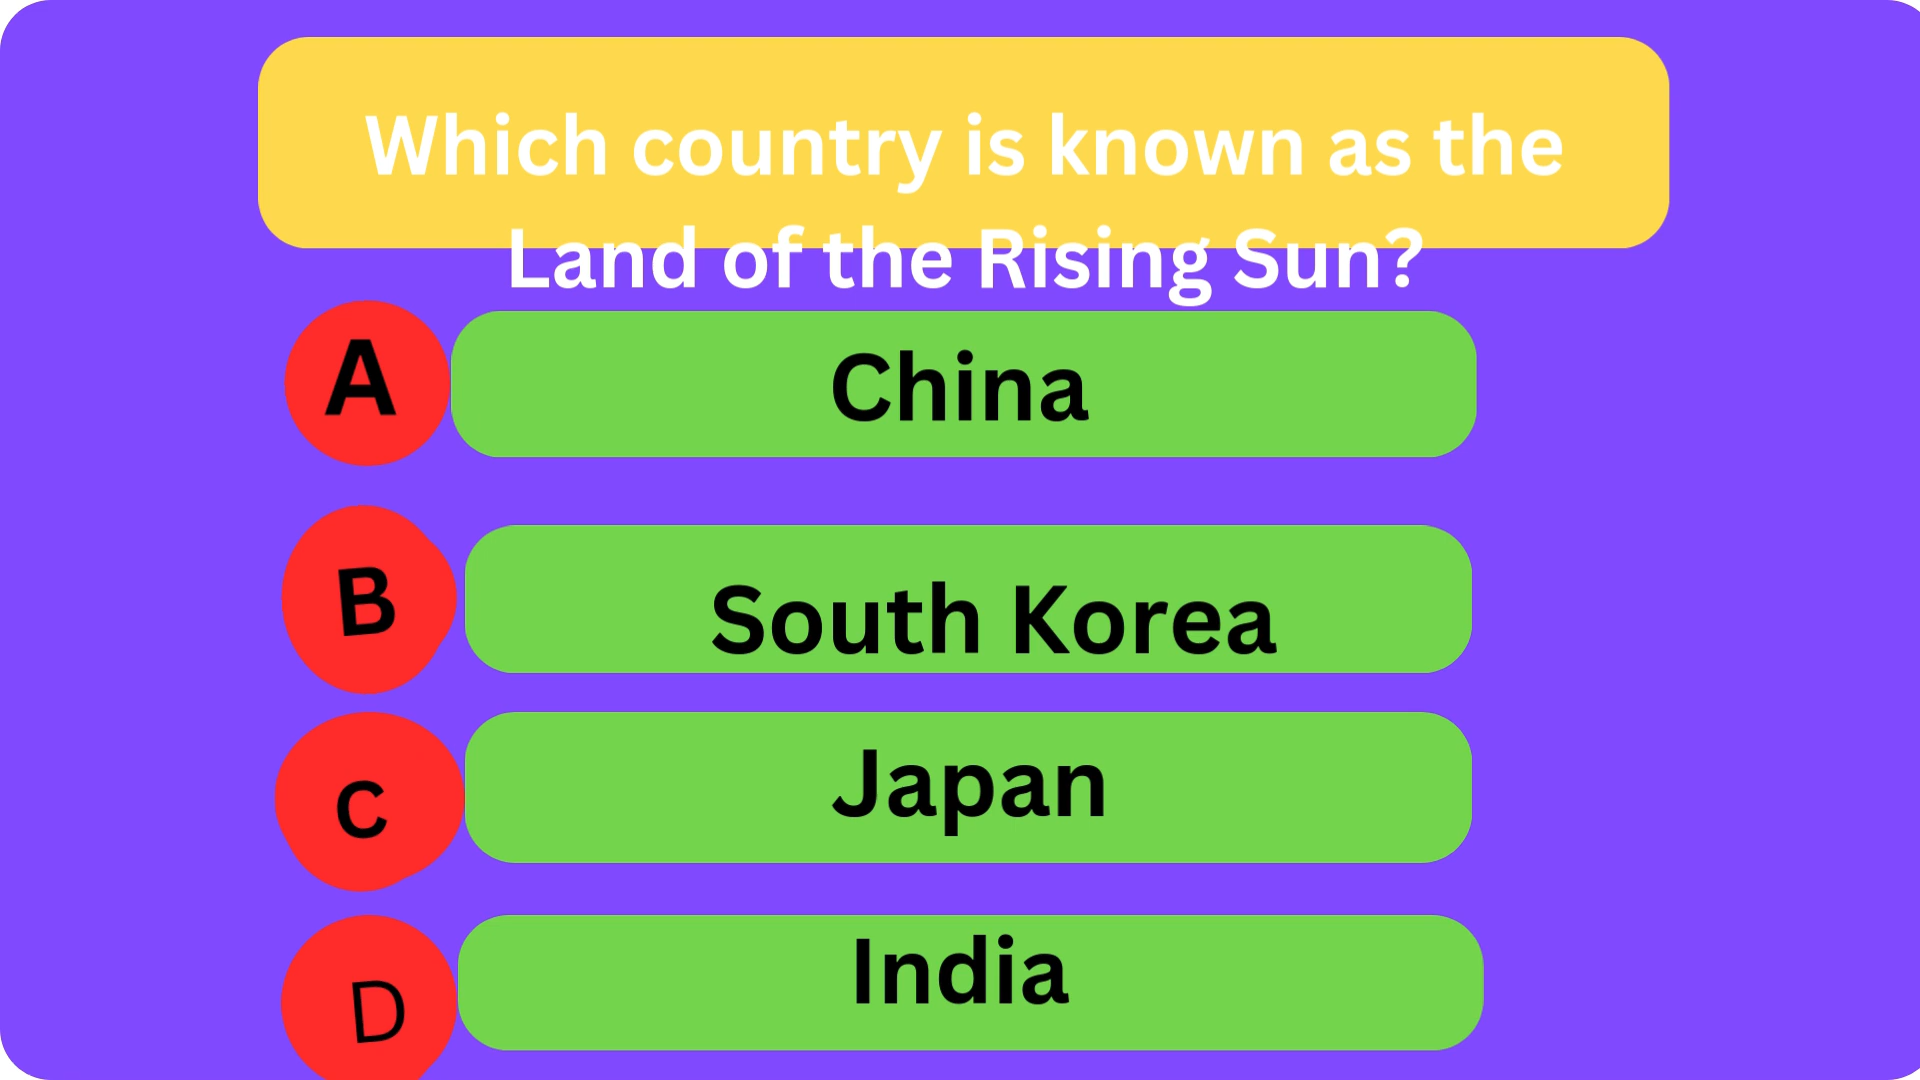 Which country is known as the
Land of the Rising Sun?
A China
B South Korea
C Japan
D India